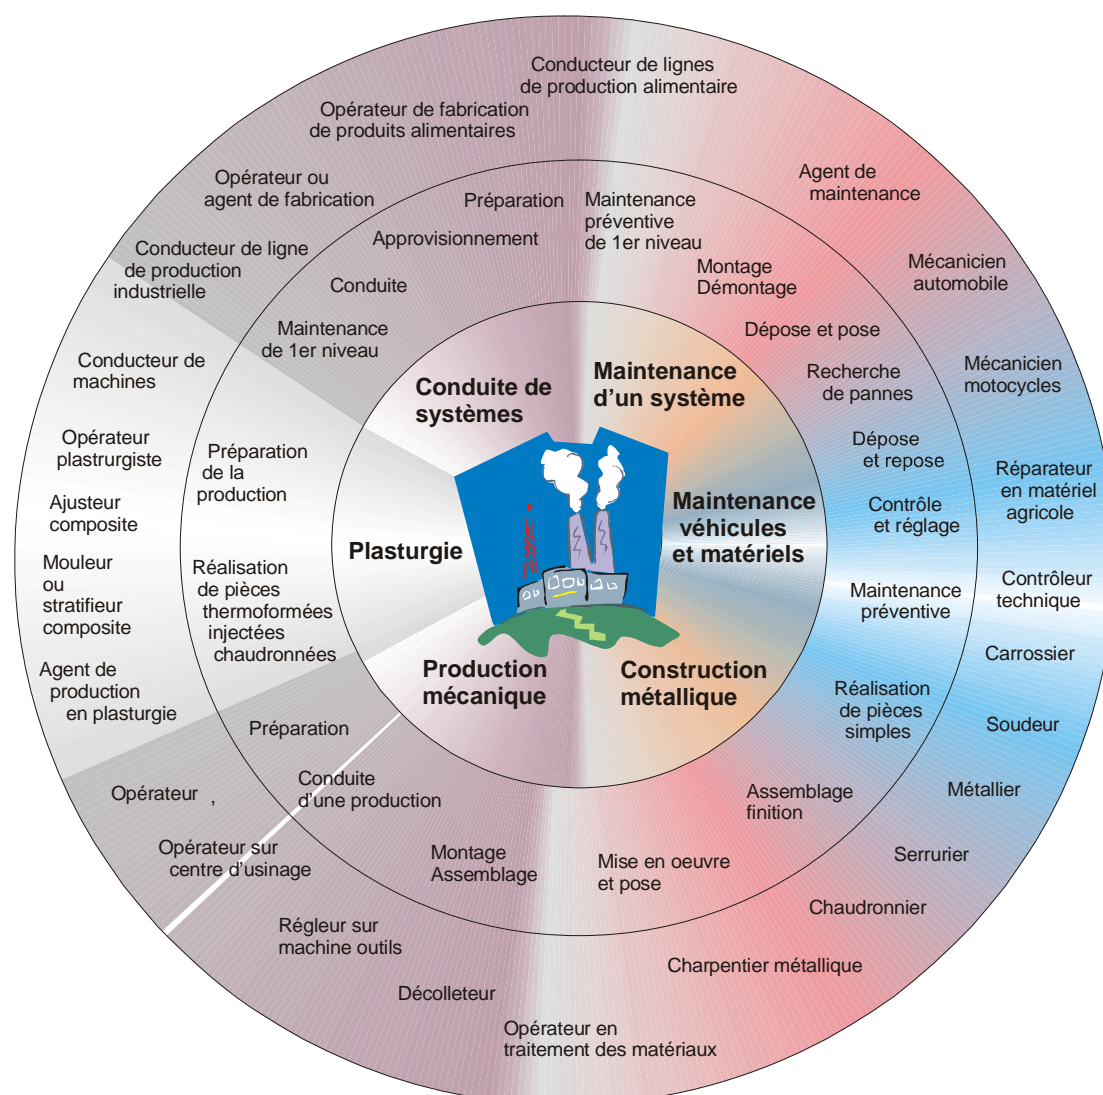 Conducteur de lignes
de production alimentaire
Opérateur de fabrication
de produits alimentaires
Opérateur ou
agent de fabrication
Conducteur de ligne
de production
industrielle
Conducteur de
machines
Opérateur
plastrurgiste
Ajusteur
composite
Mouleur
ou
stratifieur
composite
Agent de
production
en plasturgie
Opérateur ,
Opérateur sur
centre d'usinage
Régleur sur
machine outils
Décolleteur
Opérateur en
traitement des matériaux
Charpentier métallique
Chaudronnier
Serrurier
Métallier
Soudeur
Carrossier
Contrôleur
technique
Réparateur
en matériel
agricole
Mécanicien
motocycles
Mécanicien
automobile
Agent de
maintenance
Préparation
Approvisionnement
Conduite
Maintenance
de 1er niveau
Préparation
de la
production
Réalisation
de pièces
thermoformées
injectées
chaudronnées
Préparation
Conduite
d'une production
Montage
Assemblage
Mise en oeuvre
et pose
Assemblage
finition
Réalisation
de pièces
simples
Maintenance
préventive
Contrôle
et réglage
Dépose
et repose
Recherche
de pannes
Dépose et pose
Montage
Démontage
Maintenance
préventive
de 1er niveau
Conduite de
systèmes
Maintenance
d'un système
Maintenance
véhicules
et matériels
Construction
métallique
Production
mécanique
Plasturgie